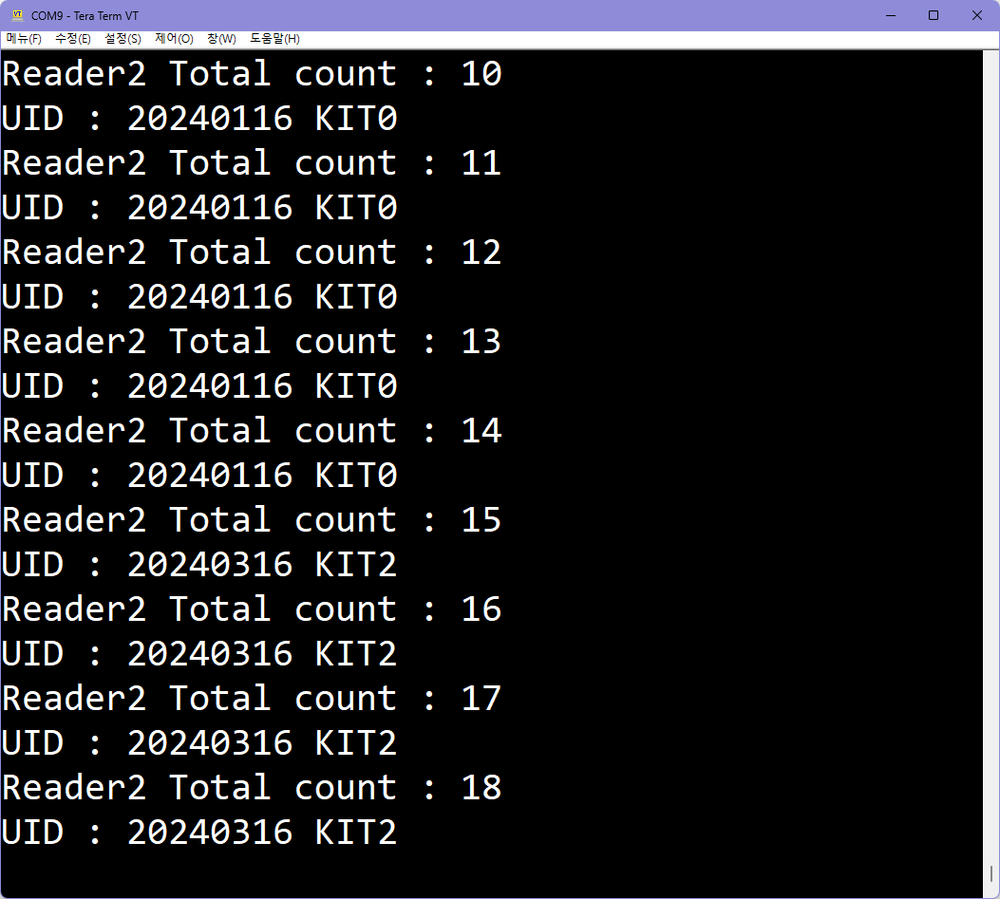 COM9 - Tera Term VT
메뉴(F) 수정(E) 설정(S) 제어(O) 창(W) 도움말(H)
Reader2 Total count : 10
UID : 20240116 KIT0
Reader2 Total count : 11
UID : 20240116 KIT0
Reader2 Total count : 12
UID : 20240116 KIT0
Reader2 Total count : 13
UID : 20240116 KIT0
Reader2 Total count : 14
UID : 20240116 KIT0
Reader2 Total count : 15
UID : 20240316 KIT2
Reader2 Total count : 16
UID : 20240316 KIT2
Reader2 Total count : 17
UID : 20240316 KIT2
Reader2 Total count : 18
UID : 20240316 KIT2